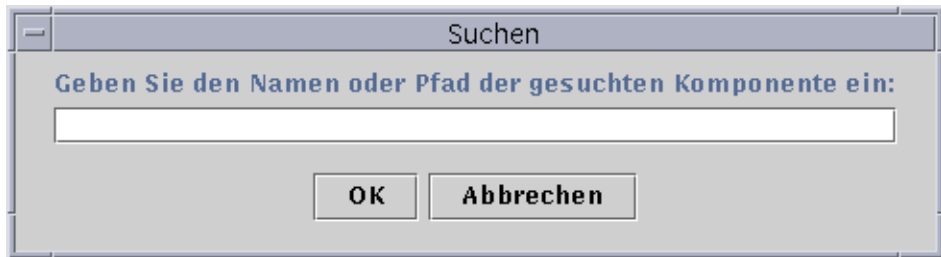 Suchen
Geben Sie den Namen oder Pfad der gesuchten Komponente ein:
OK
Abbrechen